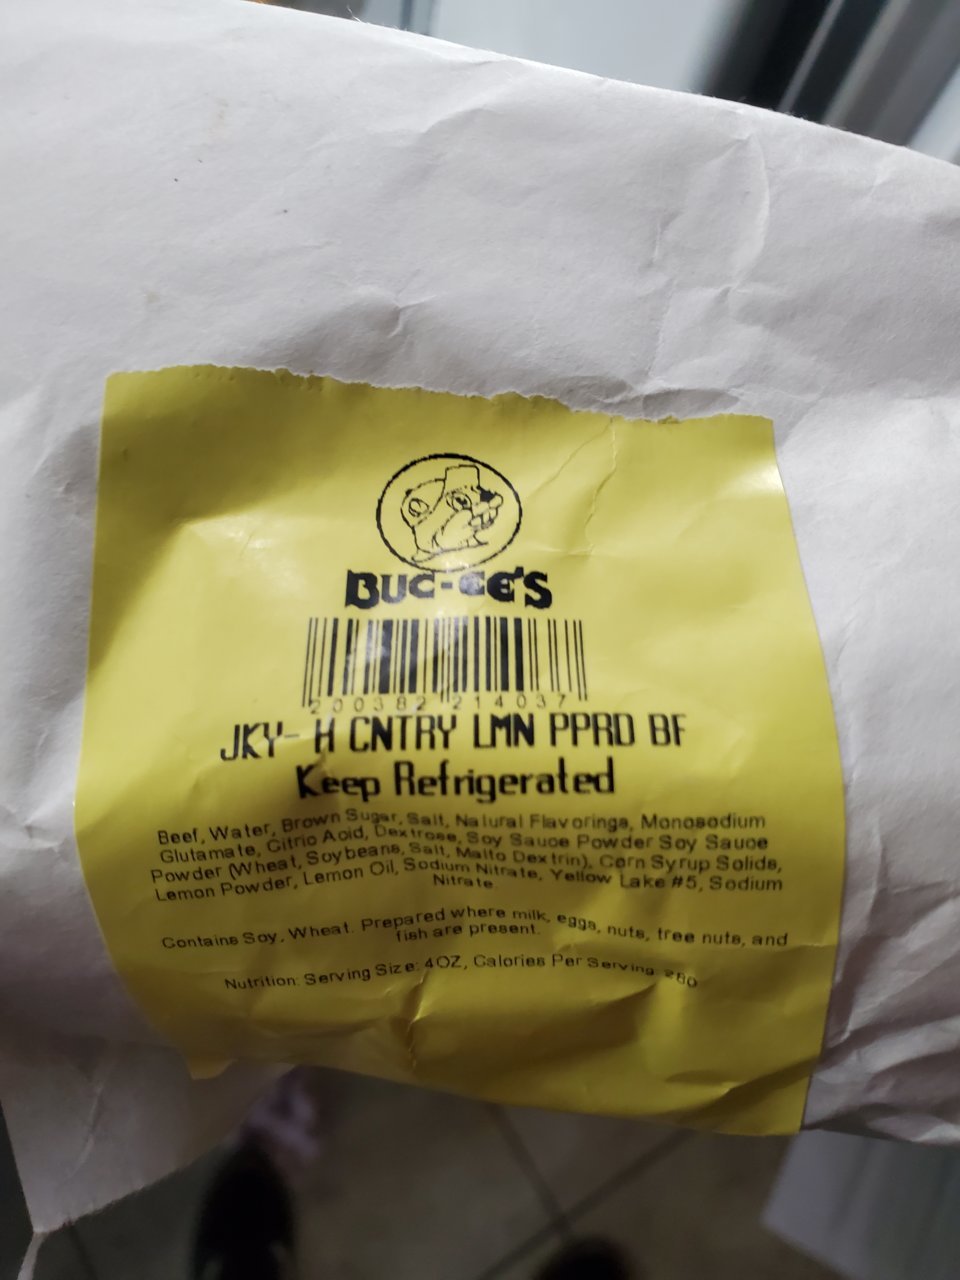 BUC-EE'S
200382 214037
JKY- H CNTRY LMN PPRD BF
Keep Refrigerated
Beef, Water, Brown Sugar, Salt, Natural Flavorings, Monosodium
Glutamate, Citric Acid, Dextrose, Soy Sauce Powder Soy Sauce
Powder (Wheat, Soybeans, Salt, Malto Dextrin), Corn Syrup Solids,
Lemon Powder, Lemon Oil, Sodium Nitrate, Yellow Lake #5, Sodium
Nitrate.
Contains Soy, Wheat. Prepared where milk, eggs, nuts, tree nuts, and
fish are present.
Nutrition: Serving Size: 4OZ, Calories Per Serving 280